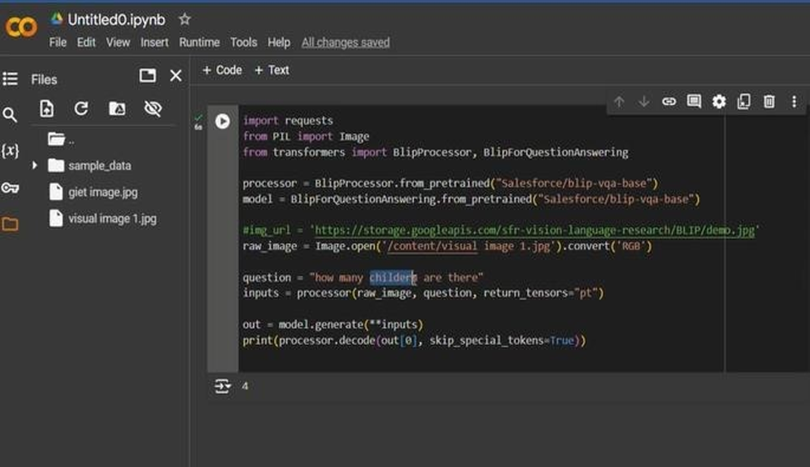 Untitled0.ipynb
File Edit View Insert Runtime Tools Help All changes saved
Files
+ Code + Text
..
sample_data
giet image.jpg
visual image 1.jpg
{x}
6s
import requests
from PIL import Image
from transformers import BlipProcessor, BlipForQuestionAnswering
processor = BlipProcessor.from_pretrained("Salesforce/blip-vqa-base")
model = BlipForQuestionAnswering.from_pretrained("Salesforce/blip-vqa-base")
#img_url = 'https://storage.googleapis.com/sfr-vision-language-research/BLIP/demo.jpg'
raw_image = Image.open('/content/visual image 1.jpg').convert('RGB')
question = "how many childern are there"
inputs = processor(raw_image, question, return_tensors="pt")
out = model.generate(**inputs)
print(processor.decode(out[0], skip_special_tokens=True))
4